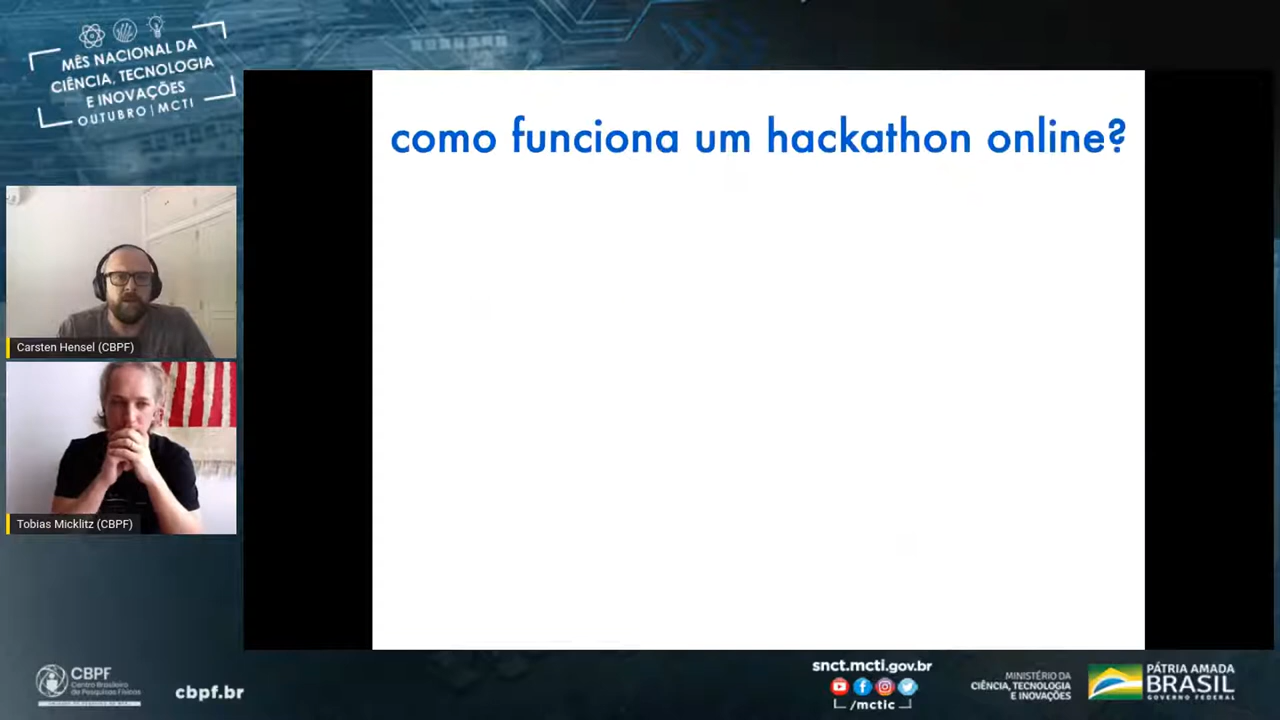 MÊS NACIONAL DA
CIÊNCIA, TECNOLOGIA
E INOVAÇÕES
OUTUBRO | MCTI
como funciona um hackathon online?
Carsten Hensel (CBPF)
Tobias Micklitz (CBPF)
CBPF
Centro Brasileiro
de Pesquisas Físicas
cbpf.br
snct.mcti.gov.br
/mctic
MINISTÉRIO DA
CIÊNCIA, TECNOLOGIA
E INOVAÇÕES
PÁTRIA AMADA
BRASIL
GOVERNO FEDERAL